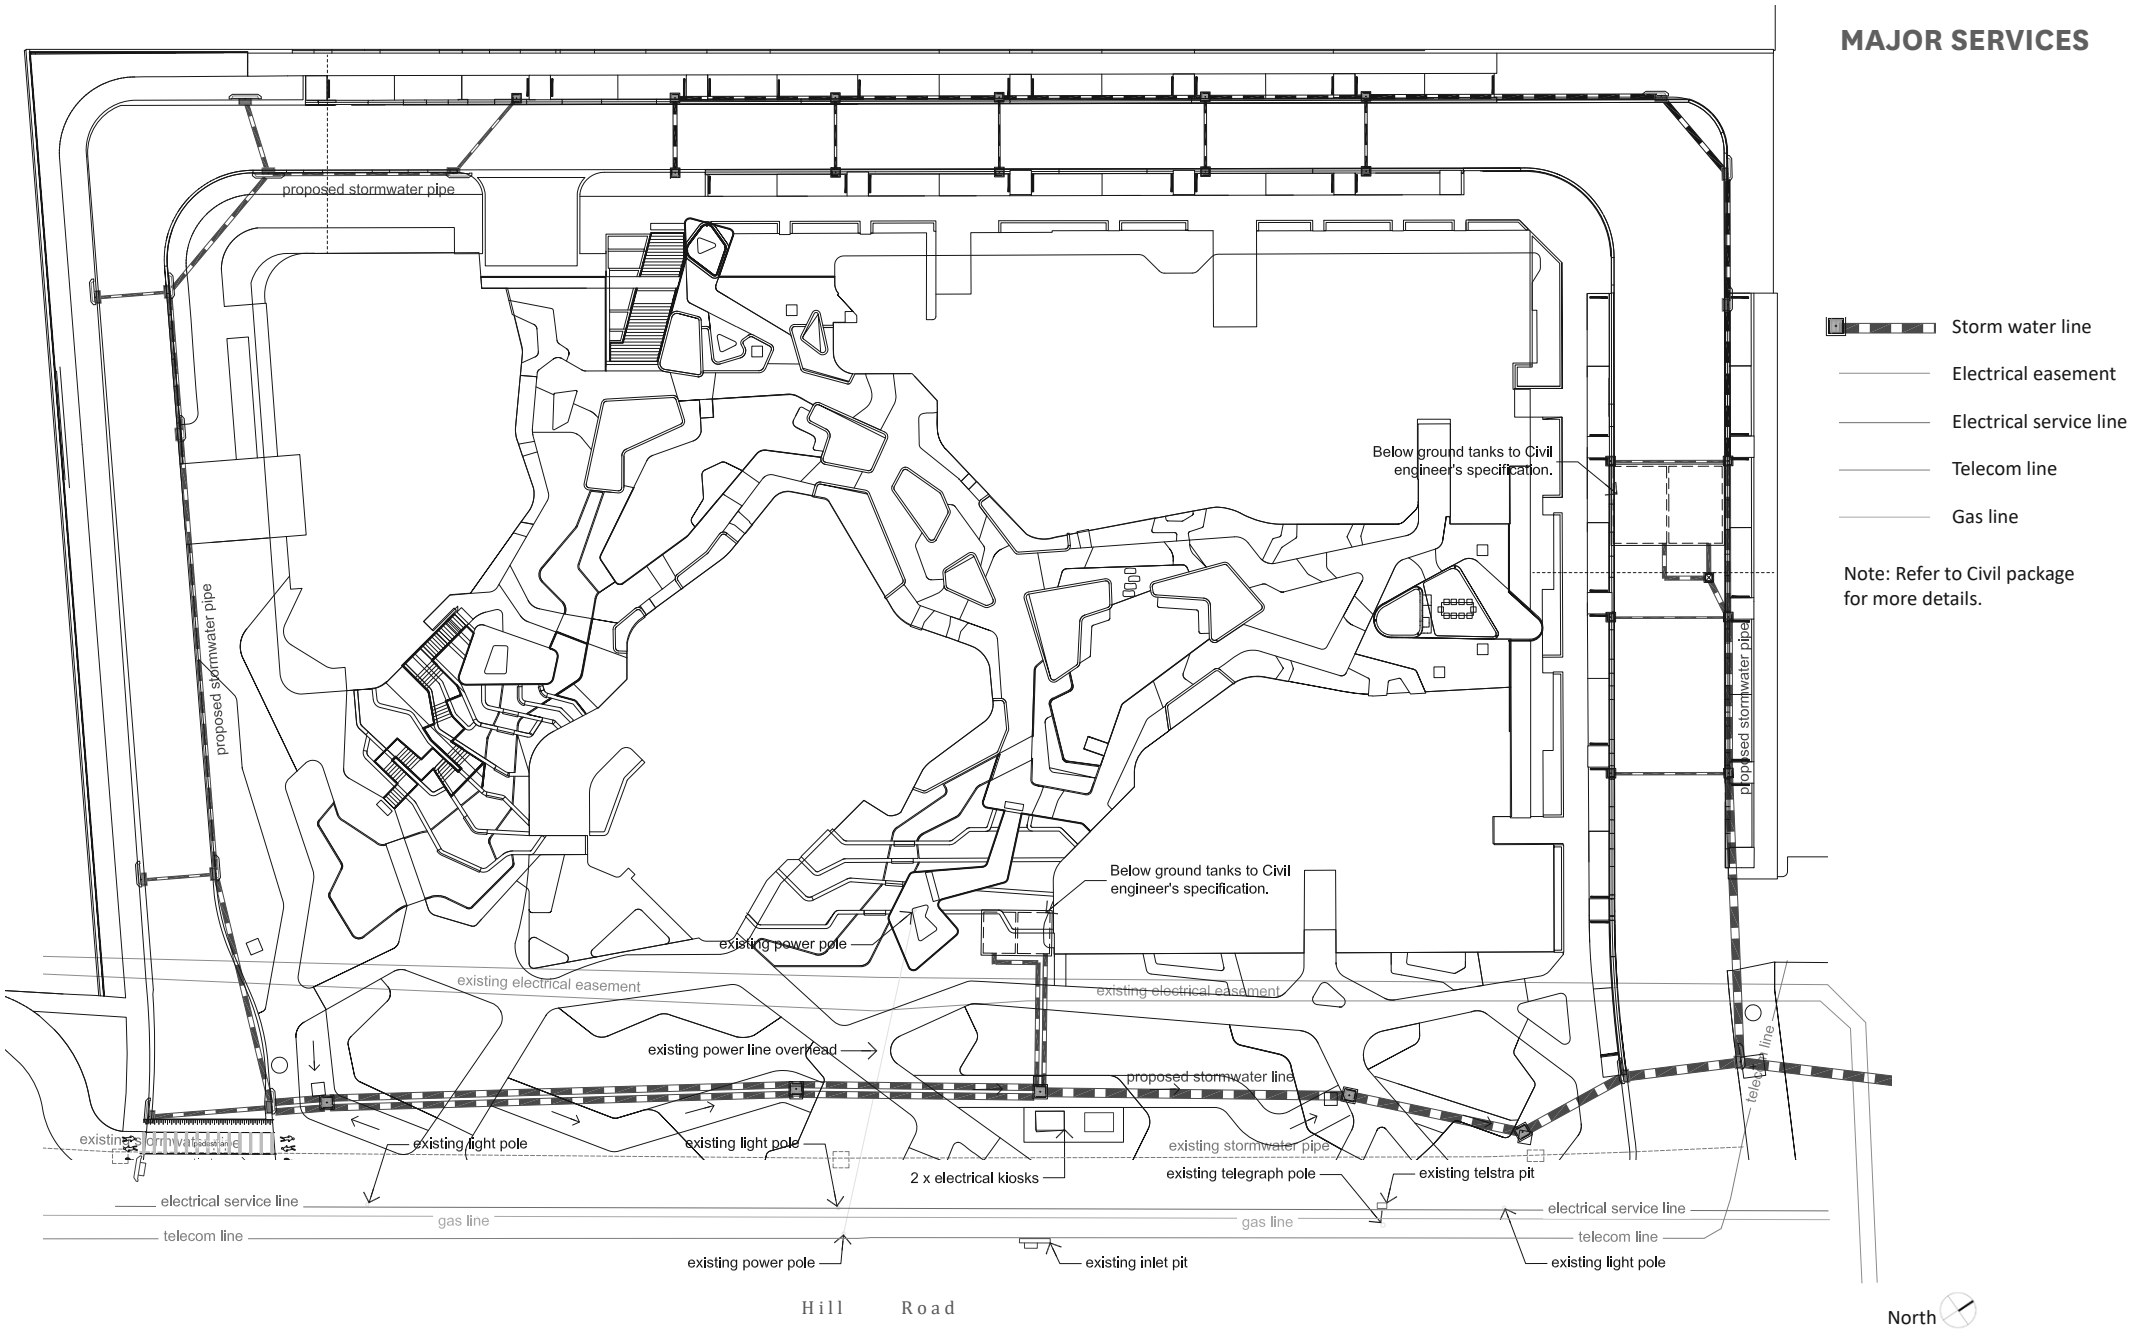 MAJOR SERVICES
proposed stormwater pipe
Storm water line
Electrical easement
Electrical service line
Below ground tanks to Civil
engineer's specification.
Telecom line
Gas line
Note: Refer to Civil package
for more details.
proposed stormwater pipe
proposed stormwater pipe
Below ground tanks to Civil
engineer's specification.
existing power pole
existing electrical easement
existing electrical easement
existing power line overhead
telecom line
proposed stormwater line
existing light pole
existing light pole
existing stormwater pipe
2 x electrical kiosks
existing telegraph pole
existing telstra pit
electrical service line
electrical service line
gas line
gas line
telecom line
telecom line
existing power pole
existing inlet pit
existing light pole
Hill Road
North